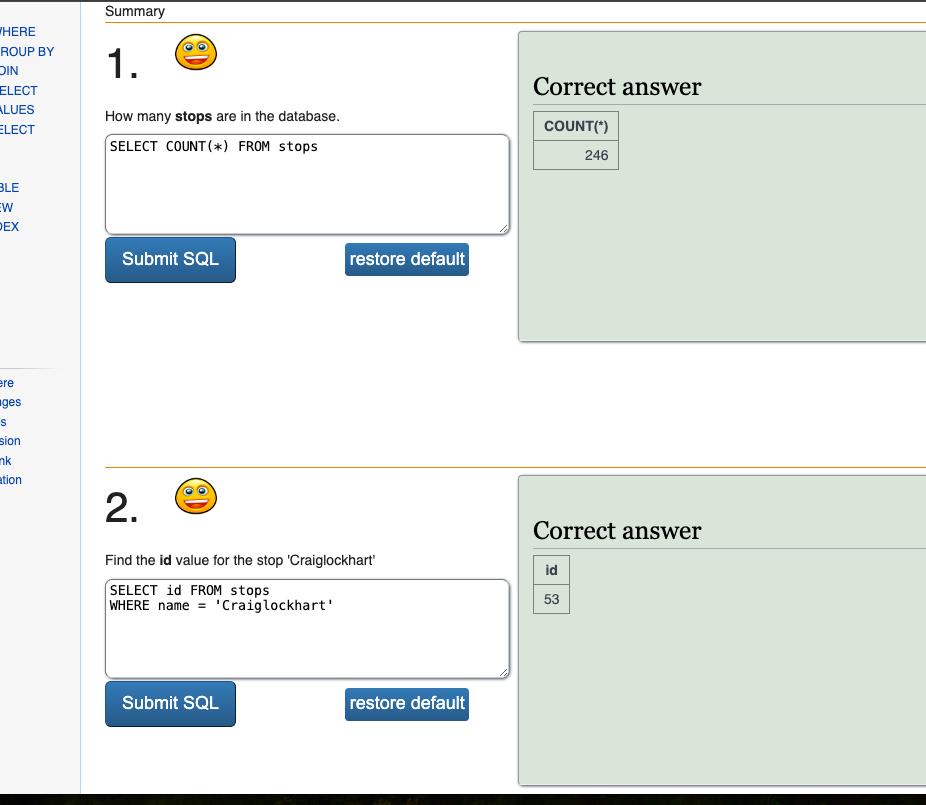 Summary
HERE
ROUP BY
OIN
ELECT
ALUES
ELECT
BLE
EW
DEX
ere
nges
s
sion
nk
ation
1.
How many stops are in the database.
SELECT COUNT(*) FROM stops
Submit SQL
restore default
Correct answer
COUNT(*)
246
2.
Find the id value for the stop 'Craiglockhart'
SELECT id FROM stops
WHERE name = 'Craiglockhart'
Submit SQL
restore default
Correct answer
id
53